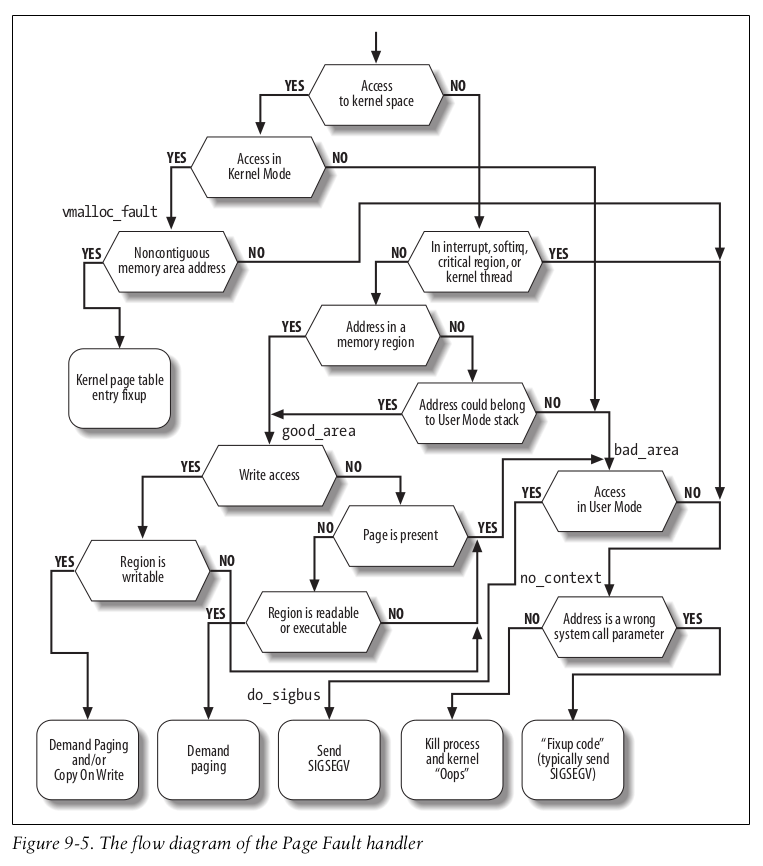 Access
to kernel space
YES
NO
Access in
Kernel Mode
YES
NO
vmalloc_fault
Noncontiguous
memory area address
YES
NO
In interrupt, softirq,
critical region, or
kernel thread
NO
YES
Kernel page table
entry fixup
Address in a
memory region
YES
NO
Address could belong
to User Mode stack
YES
NO
good_area
bad_area
Write access
YES
NO
Access
in User Mode
YES
NO
Page is present
NO
YES
Region is
writable
YES
NO
Region is readable
or executable
YES
NO
no_context
Address is a wrong
system call parameter
NO
YES
do_sigbus
Demand Paging
and/or
Copy On Write
Demand
paging
Send
SIGSEGV
Kill process
and kernel
“Oops”
“Fixup code”
(typically send
SIGSEGV)
Figure 9-5. The flow diagram of the Page Fault handler